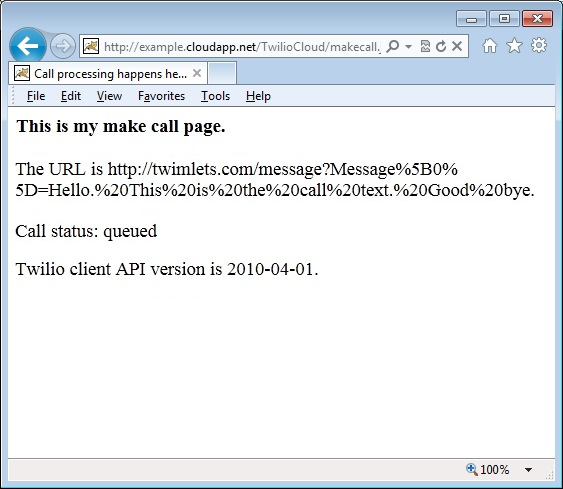 http://example.cloudapp.net/TwilioCloud/makecall.
Call processing happens he...
File Edit View Favorites Tools Help
This is my make call page.
The URL is http://twimlets.com/message?Message%5B0%
5D=Hello.%20This%20is%20the%20call%20text.%20Good%20bye.
Call status: queued
Twilio client API version is 2010-04-01.
100%